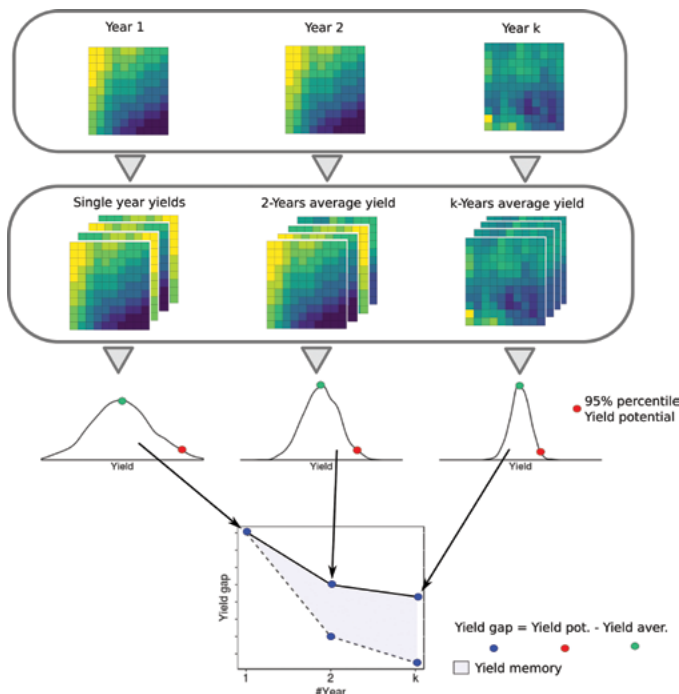 Year 1
Year 2
Year k
Single year yields
2-Years average yield
k-Years average yield
95% percentile
Yield potential
Yield
Yield
Yield
Yield gap
1
2
k
#Year
Yield gap = Yield pot. - Yield aver.
Yield memory